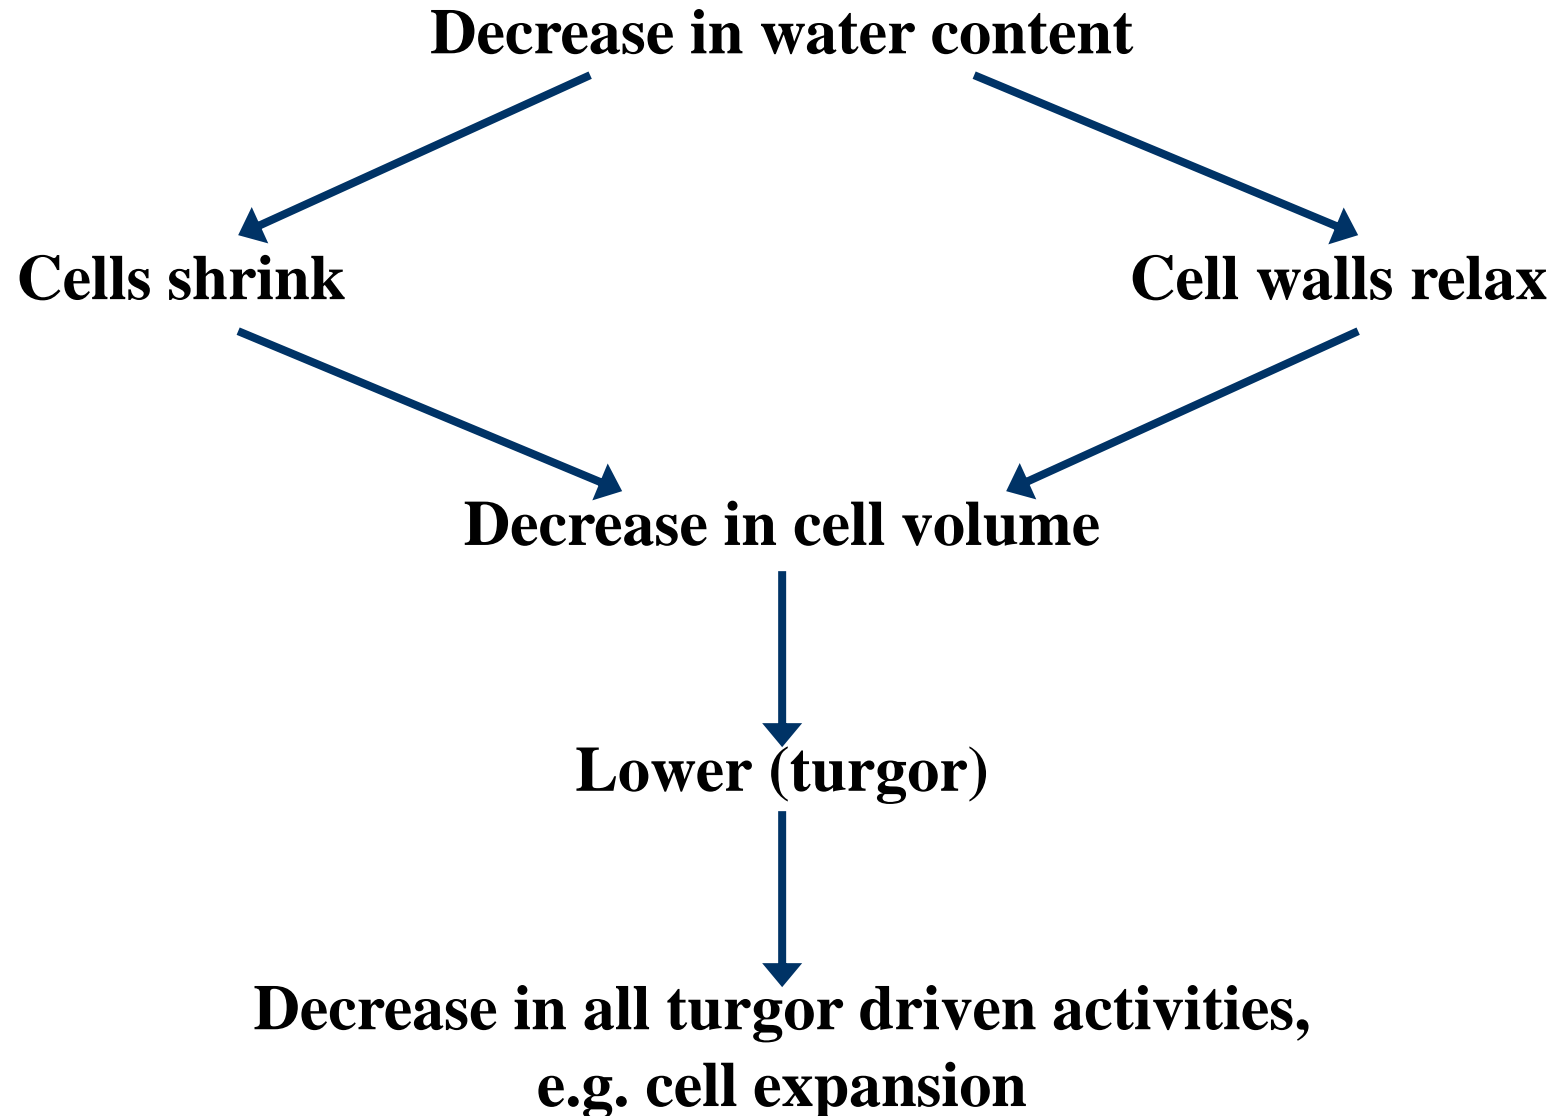 Decrease in water content
Cells shrink
Cell walls relax
Decrease in cell volume
Lower (turgor)
Decrease in all turgor driven activities,
e.g. cell expansion